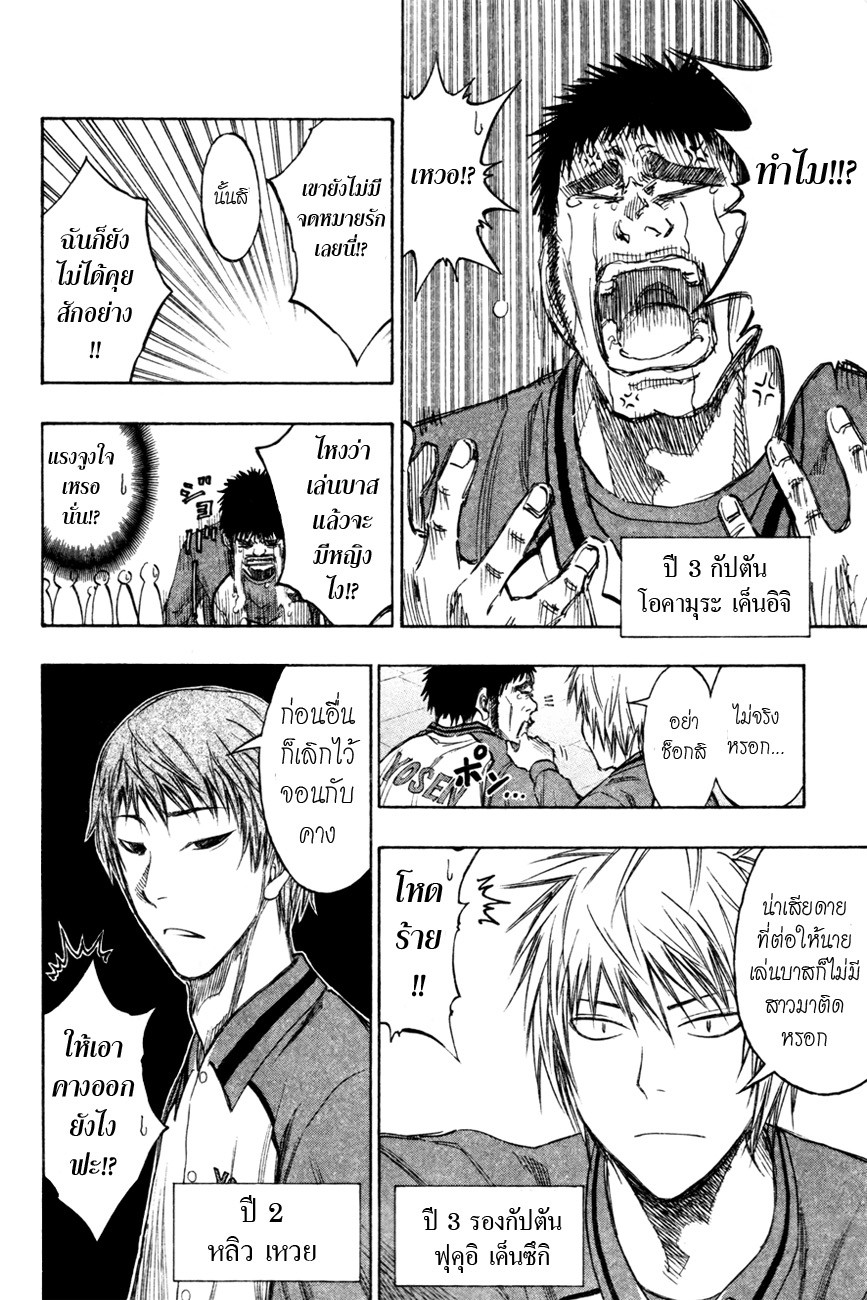 ทำไม!!!?
เหวอ!?
ปี 3 กัปตัน
โอคามุระ เค็นอิจิ
เขายังไม่มี
จดหมายรัก
เลยนี่!?
นั้นสิ
ฉันก็ยัง
ไม่ได้คุย
สักอย่าง
!!
ไหงว่า
เล่นบาส
แล้วจะ
มีหญิง
ไง!?
แรงจูงใจ
เหรอ
นั่น!?
ไม่จริง
หรอก...
อย่า
ช็อกสิ
YOSEN
ポン...
น่าเสียดาย
ที่ต่อให้นาย
เล่นบาสก็ไม่มี
สาวมาติด
หรอก
โหด
ร้าย
!!
ปี 3 รองกัปตัน
ฟุคุอิ เค็นซึกิ
ก่อนอื่น
ก็เลิกไว้
จอนกับ
คาง
ให้เอา
คางออก
ยังไง
ฟะ!?
ปี 2
หลิว เหวย